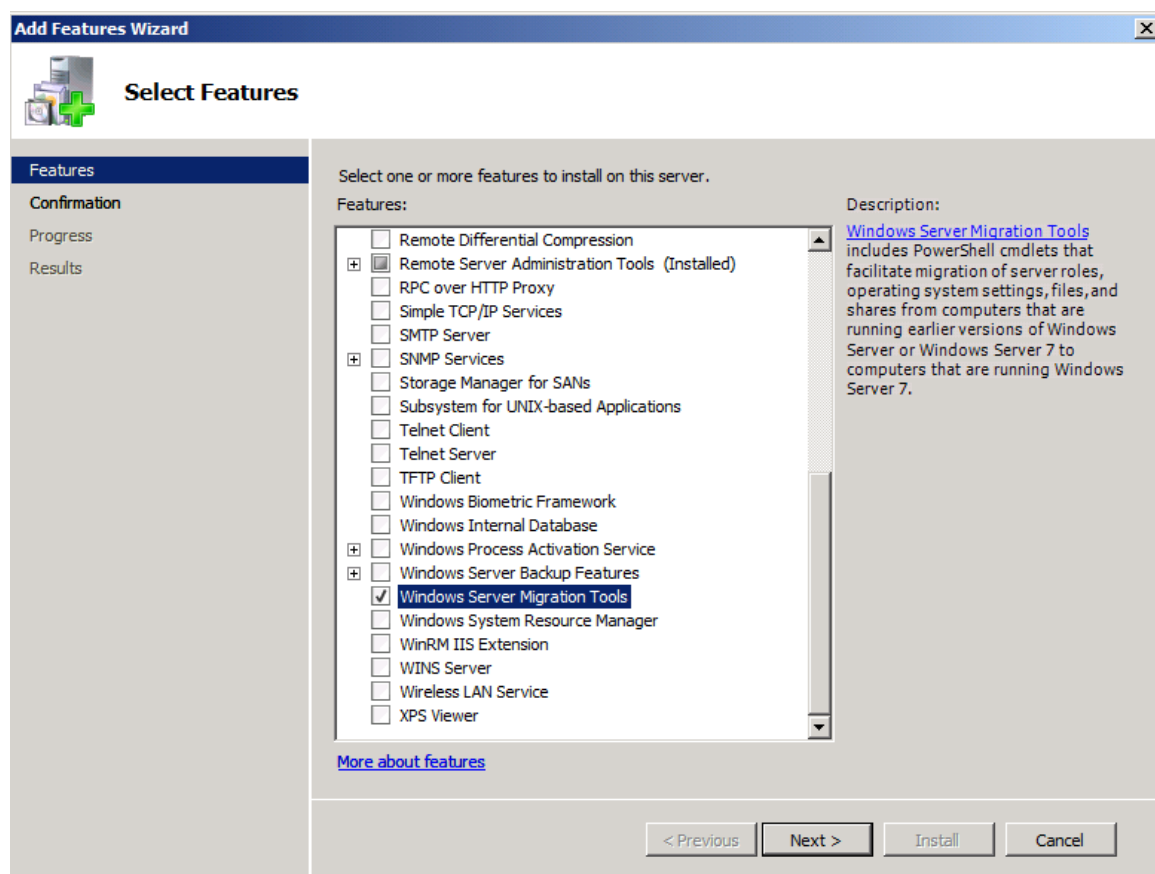 Add Features Wizard
Select Features
Features
Confirmation
Progress
Results
Select one or more features to install on this server.
Features:
Remote Differential Compression
Remote Server Administration Tools (Installed)
RPC over HTTP Proxy
Simple TCP/IP Services
SMTP Server
SNMP Services
Storage Manager for SANs
Subsystem for UNIX-based Applications
Telnet Client
Telnet Server
TFTP Client
Windows Biometric Framework
Windows Internal Database
Windows Process Activation Service
Windows Server Backup Features
Windows Server Migration Tools
Windows System Resource Manager
WinRM IIS Extension
WINS Server
Wireless LAN Service
XPS Viewer
More about features
Description:
Windows Server Migration Tools
includes PowerShell cmdlets that
facilitate migration of server roles,
operating system settings, files, and
shares from computers that are
running earlier versions of Windows
Server or Windows Server 7 to
computers that are running Windows
Server 7.
< Previous
Next >
Install
Cancel